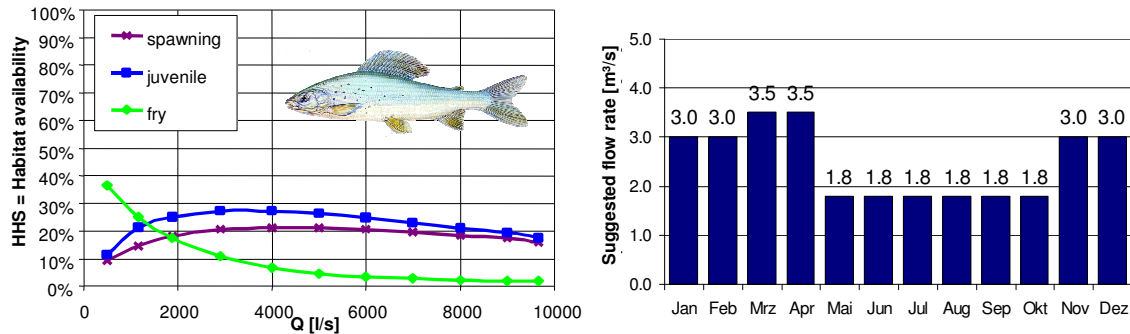 HHS = Habitat availability
100%
90%
80%
70%
60%
50%
40%
30%
20%
10%
0%
spawning
juvenile
fry
0 2000 4000 6000 8000 10000
Q [l/s]
Suggested flow rate [m³/s]
5.0
4.0
3.0
2.0
1.0
0.0
3.0 3.0 3.5 3.5 1.8 1.8 1.8 1.8 1.8 1.8 3.0 3.0
Jan Feb Mrz Apr Mai Jun Jul Aug Sep Okt Nov Dez